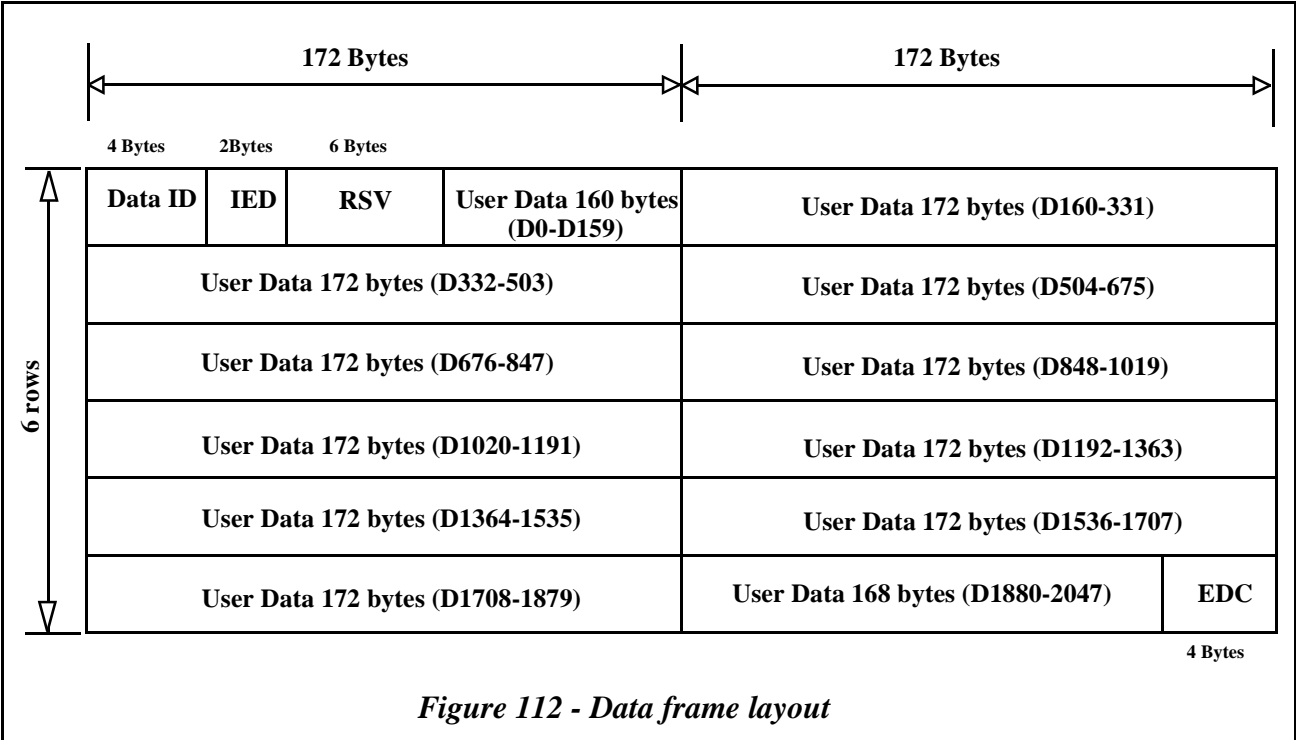 172 Bytes 172 Bytes
4 Bytes 2Bytes 6 Bytes
Data ID IED RSV User Data 160 bytes
(D0-D159)
User Data 172 bytes (D160-331)
6 rows
User Data 172 bytes (D332-503) User Data 172 bytes (D504-675)
User Data 172 bytes (D676-847) User Data 172 bytes (D848-1019)
User Data 172 bytes (D1020-1191) User Data 172 bytes (D1192-1363)
User Data 172 bytes (D1364-1535) User Data 172 bytes (D1536-1707)
User Data 172 bytes (D1708-1879) User Data 168 bytes (D1880-2047) EDC
4 Bytes
Figure 112 - Data frame layout